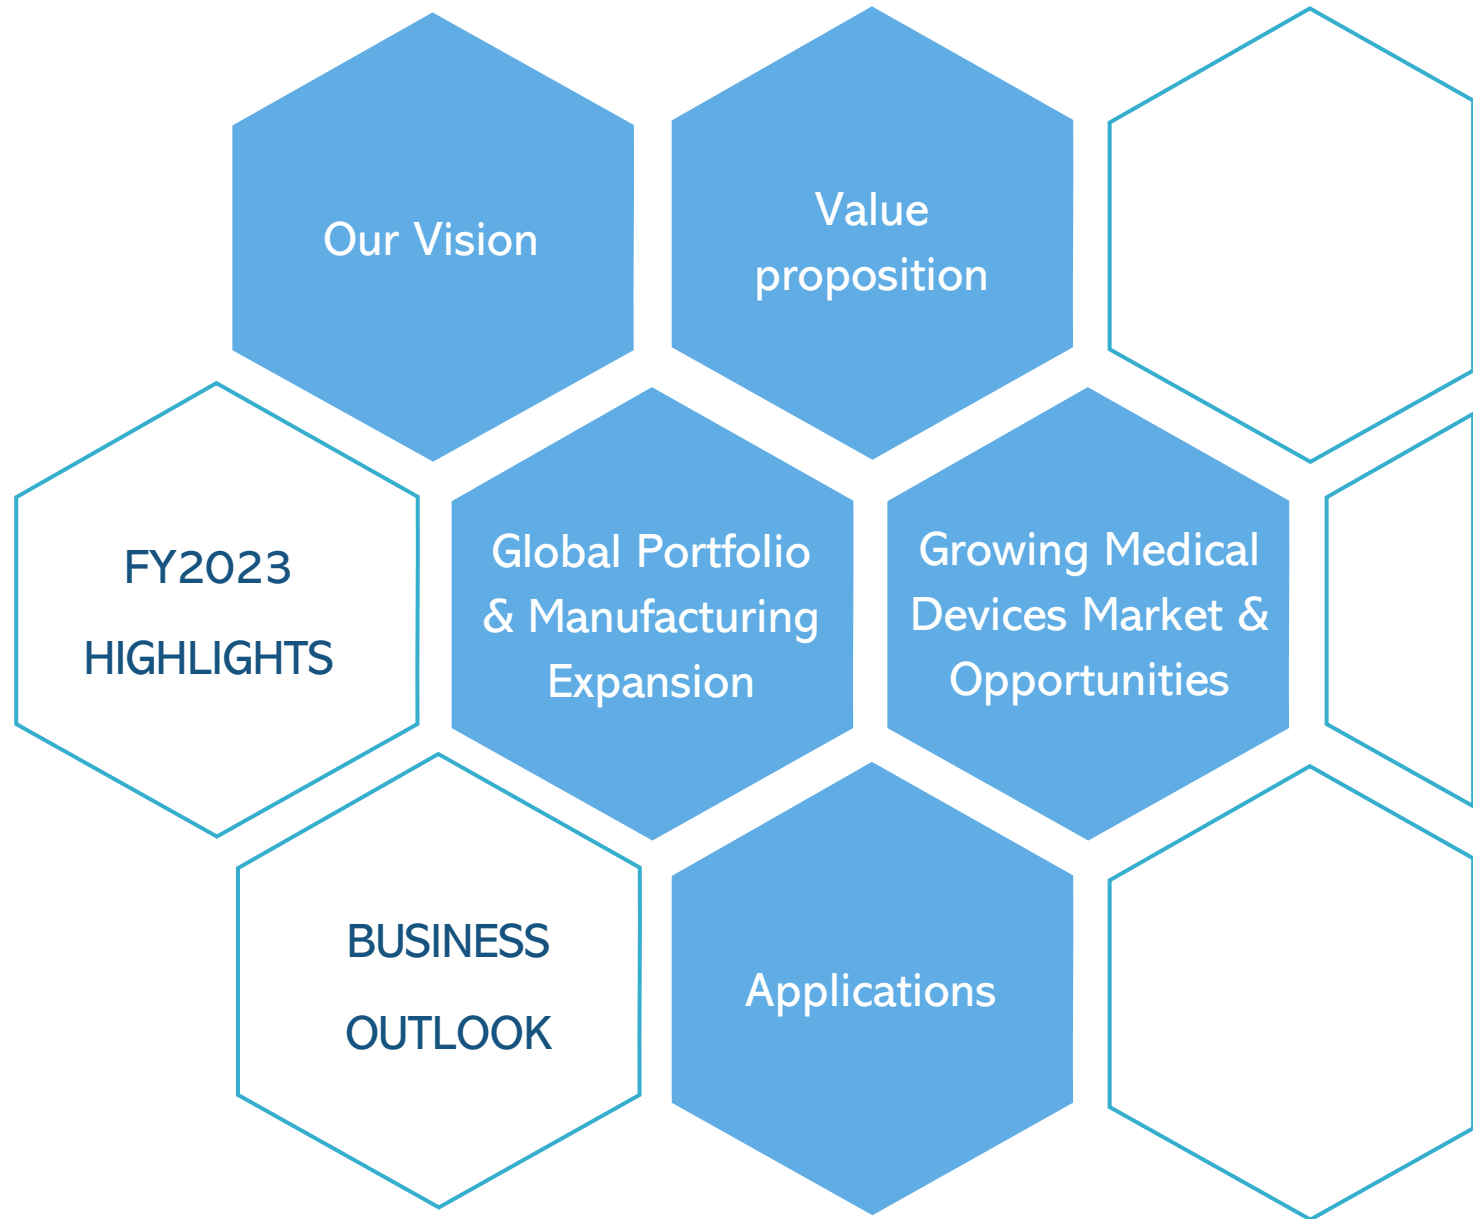 Our Vision
Value
proposition
FY2023
HIGHLIGHTS
Global Portfolio
& Manufacturing
Expansion
Growing Medical
Devices Market &
Opportunities
BUSINESS
OUTLOOK
Applications